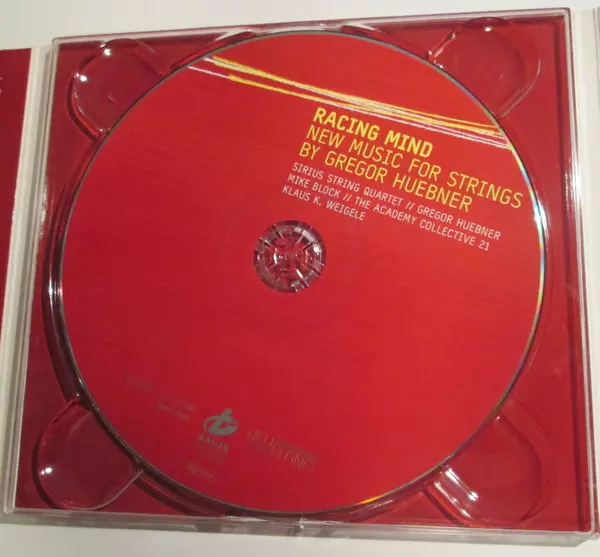 RACING MIND
NEW MUSIC FOR STRINGS
BY GREGOR HUEBNER
SIRIUS STRING QUARTET // GREGOR HUEBNER
MIKE BLOCK // THE ACADEMY COLLECTIVE 21
KLAUS K. WEIGELE
BAUER